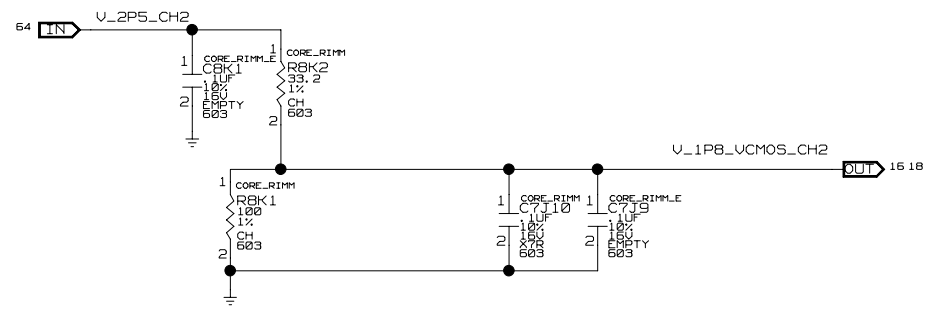 V_2P5_CH2
64 IN
1 CORE_RIMM_E
C8K1
.1UF
10%
16V
2 EMPTY
603
1 CORE_RIMM
R8K2
33.2
1%
CH
603
2
V_1P8_VCMOS_CH2
OUT 16 18
1 CORE_RIMM
R8K1
100
1%
CH
603
2
1 CORE_RIMM
C7J10
.1UF
10%
16V
2 X7R
603
1 CORE_RIMM_E
C7J9
.1UF
10%
16V
2 EMPTY
603